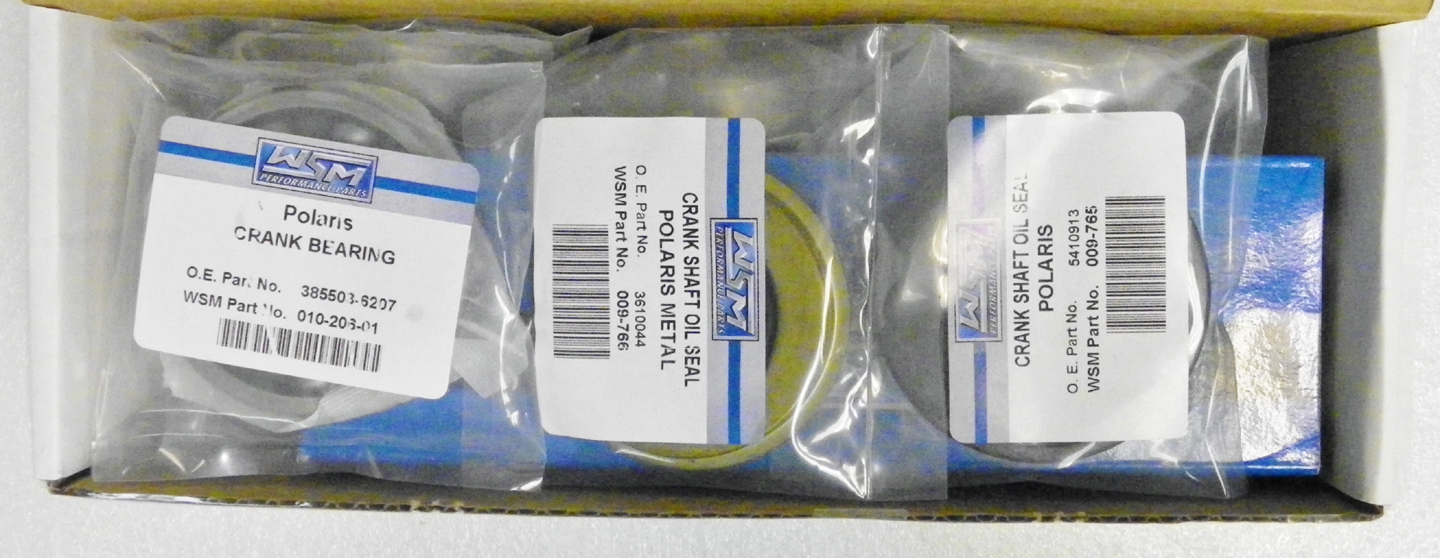 WSM
PERFORMANCE PARTS
Polaris
CRANK BEARING
O.E. Part No. 385503-6207
WSM Part No. 010-206-01
WSM
PERFORMANCE PARTS
CRANK SHAFT OIL SEAL
POLARIS METAL
O. E. Part No. 3610044
WSM Part No. 009-766
WSM
PERFORMANCE PARTS
CRANK SHAFT OIL SEAL
POLARIS
O. E. Part No. 5410913
WSM Part No. 009-765